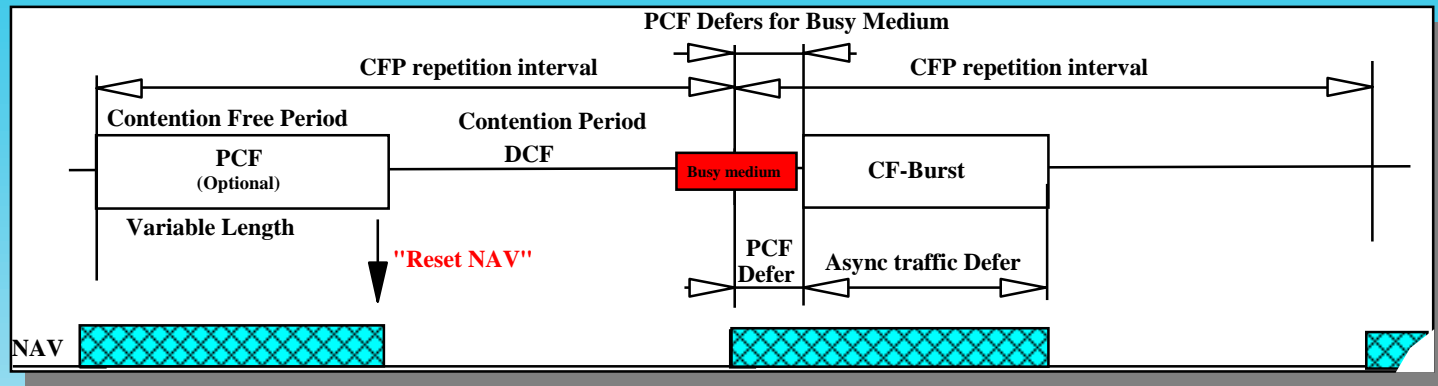 PCF Defers for Busy Medium
CFP repetition interval
CFP repetition interval
Contention Free Period
Contention Period
PCF
(Optional)
DCF
Busy medium
CF-Burst
Variable Length
"Reset NAV"
PCF
Defer
Async traffic Defer
NAV